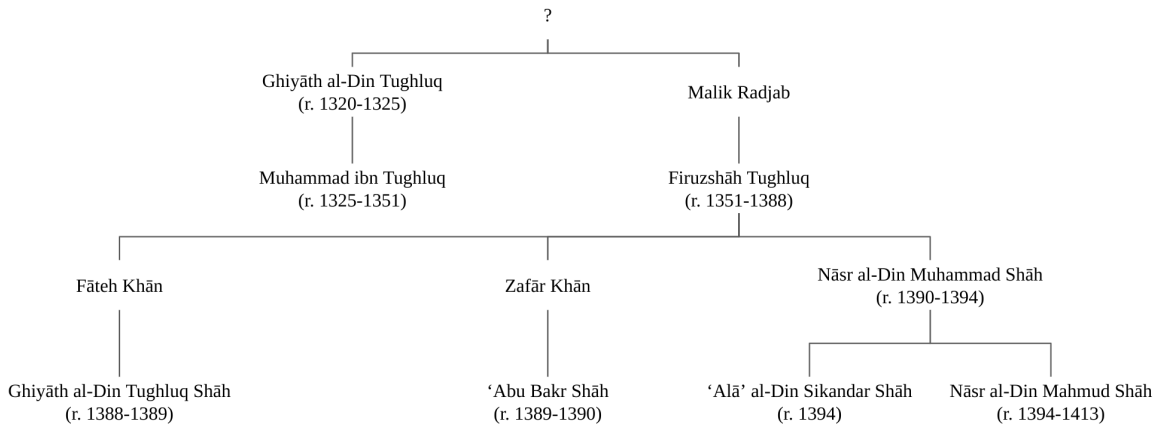 ?
Ghiyāth al-Din Tughluq
(r. 1320-1325)
Malik Radjab
Muhammad ibn Tughluq
(r. 1325-1351)
Firuzshāh Tughluq
(r. 1351-1388)
Fāteh Khān
Zafār Khān
Nāsr al-Din Muhammad Shāh
(r. 1390-1394)
Ghiyāth al-Din Tughluq Shāh
(r. 1388-1389)
‘Abu Bakr Shāh
(r. 1389-1390)
‘Alā’ al-Din Sikandar Shāh
(r. 1394)
Nāsr al-Din Mahmud Shāh
(r. 1394-1413)